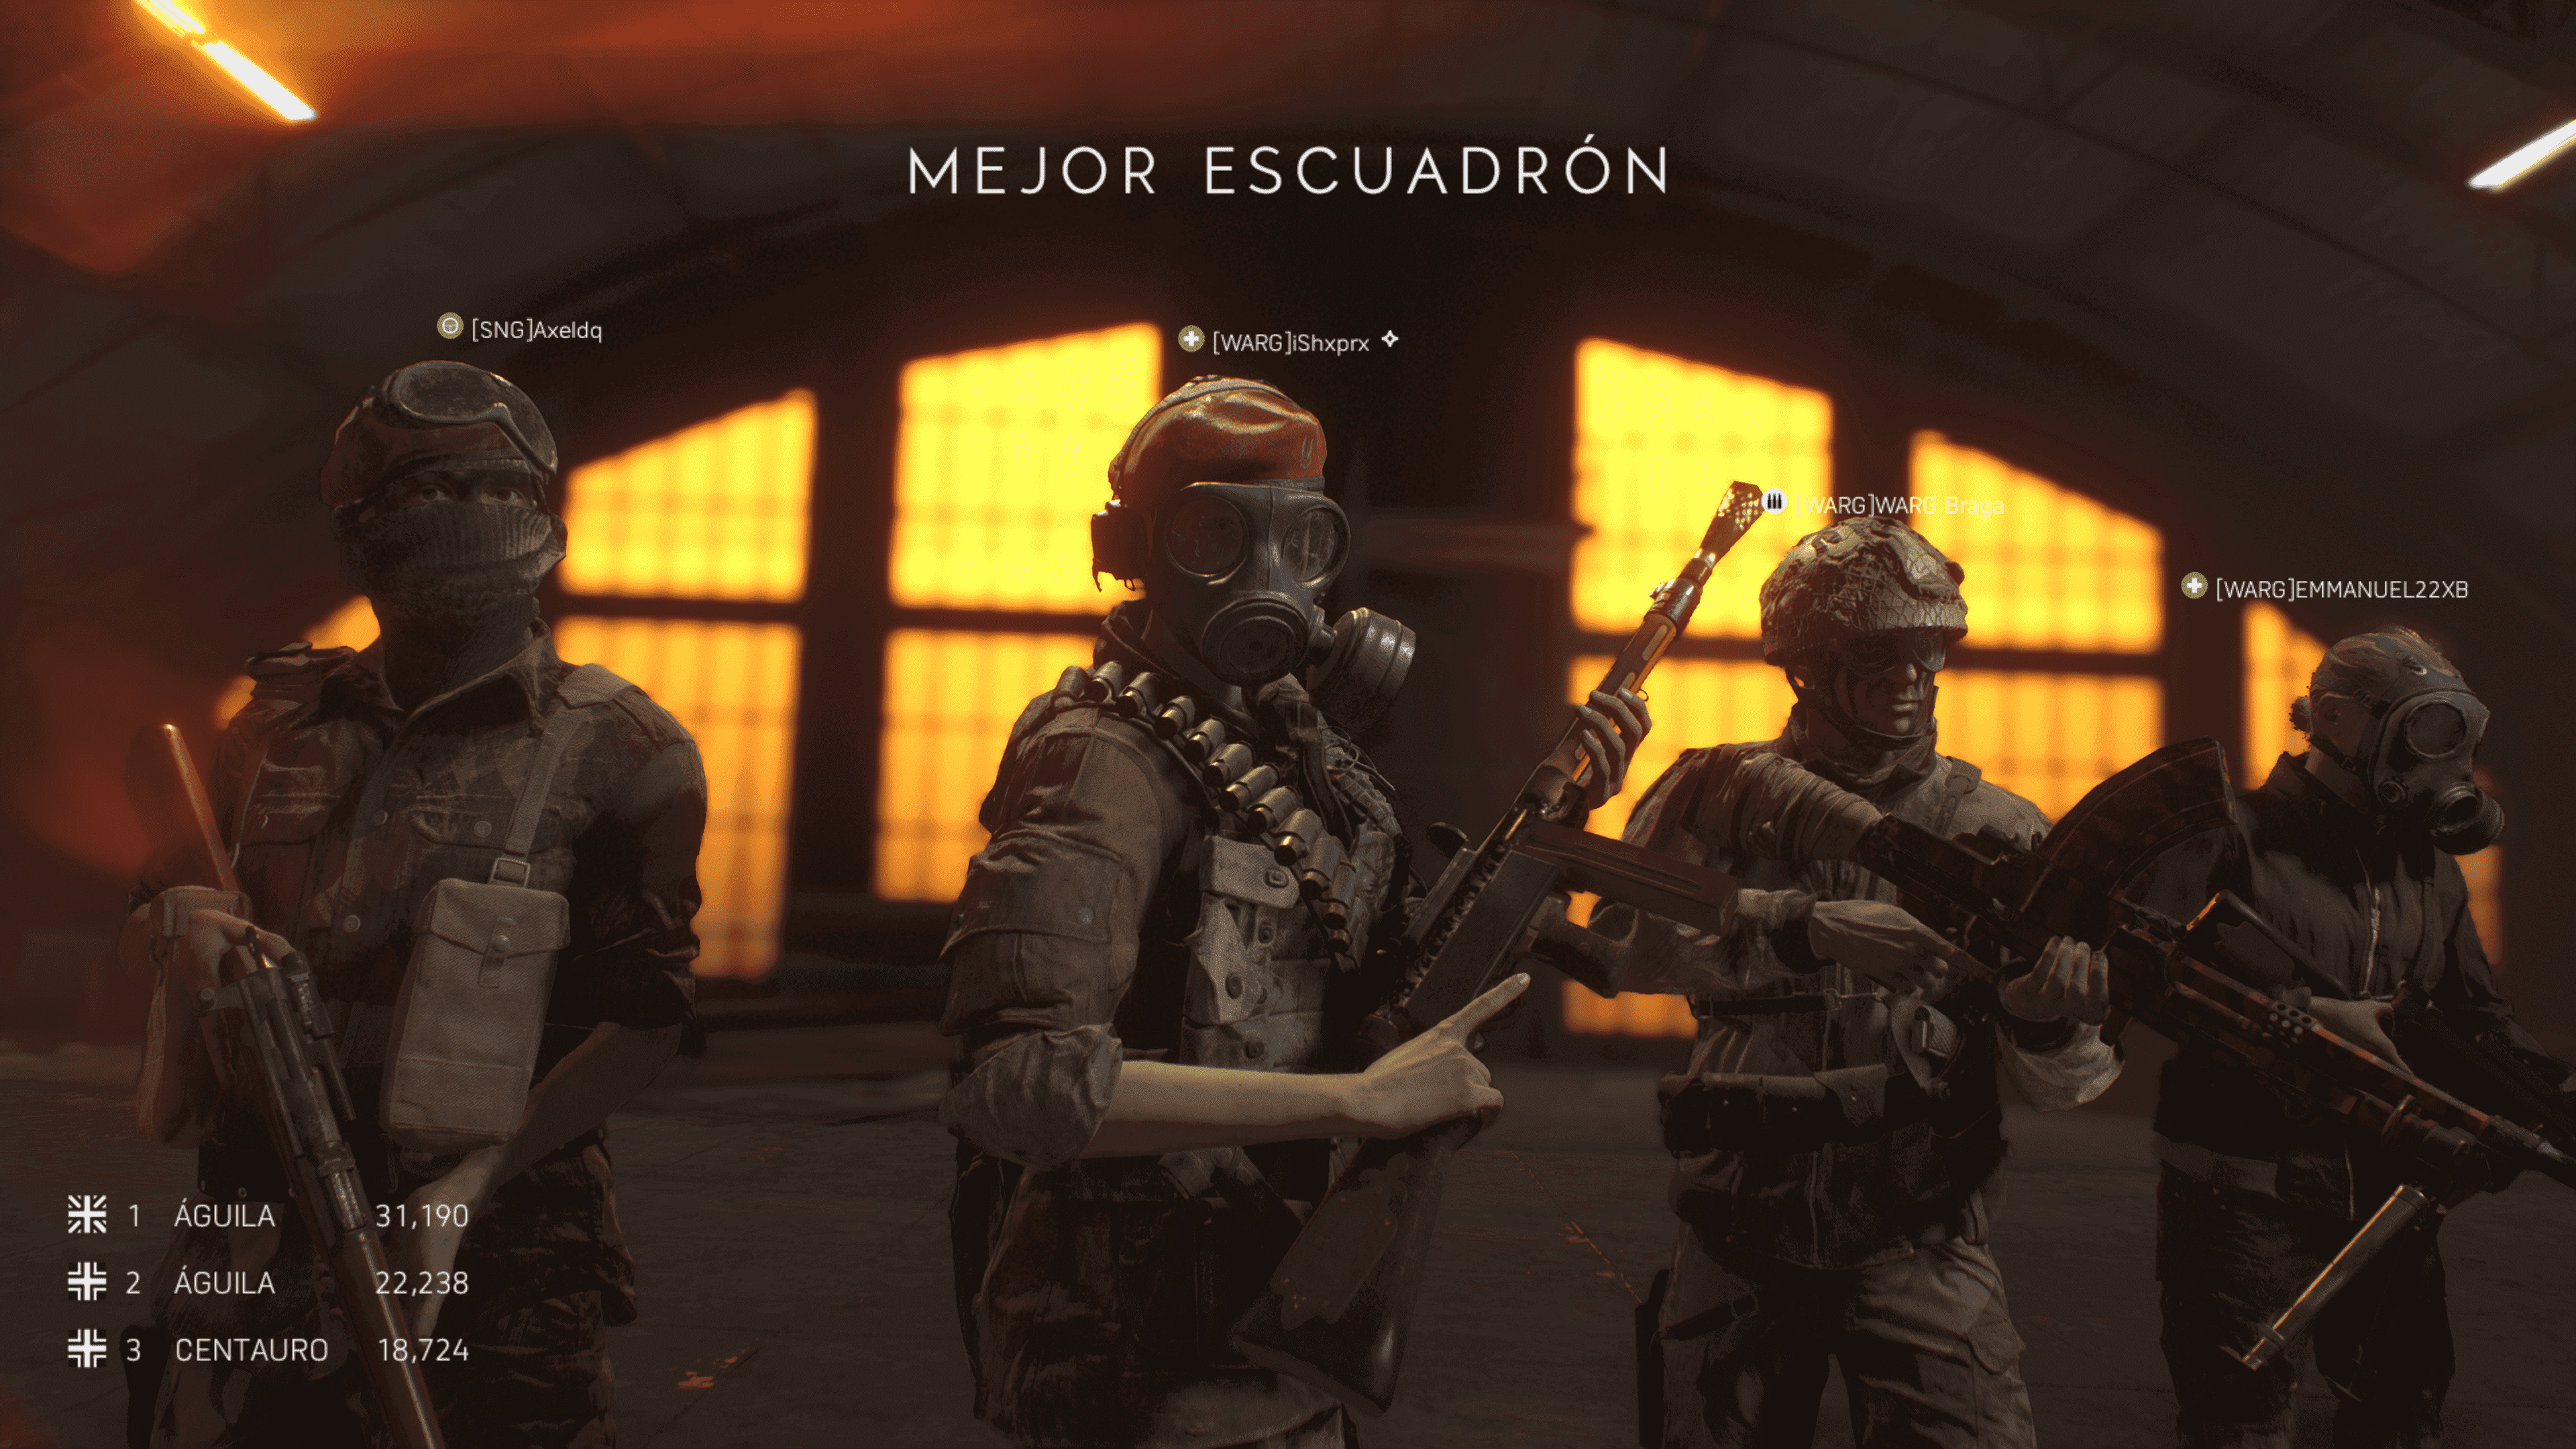 MEJOR ESCUADRÓN
[SNG]Axeldq
[WARG]iShxprx
[WARG]WARG Braga
[WARG]EMMANUEL22XB
1 ÁGUILA 31,190
2 ÁGUILA 22,238
3 CENTAURO 18,724